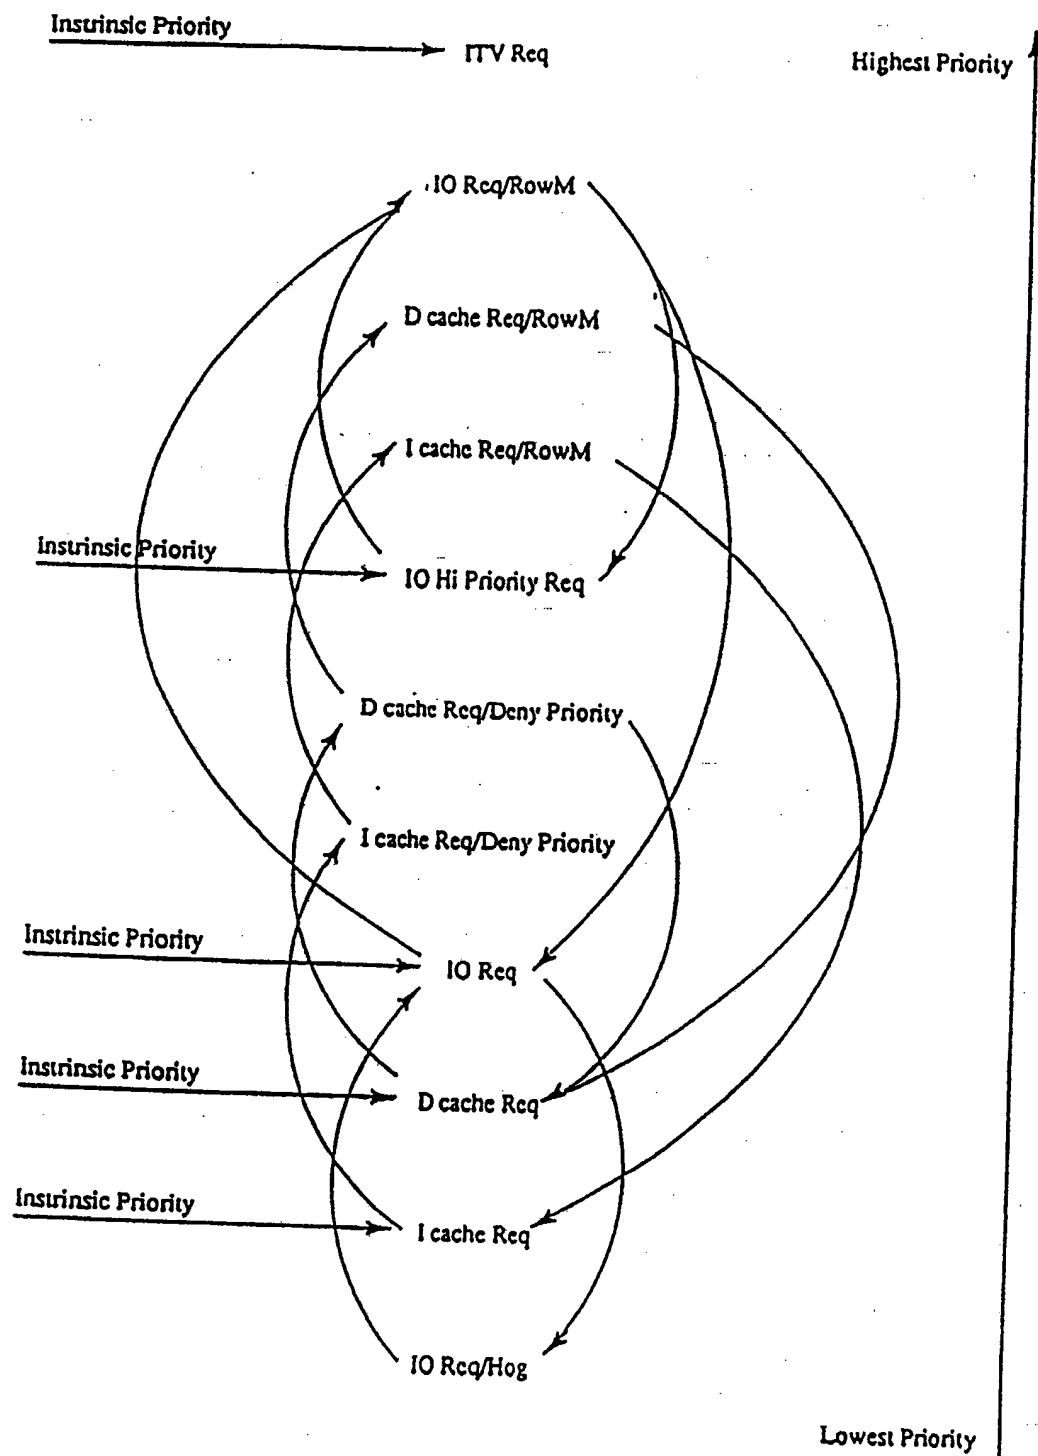 Instrinsic Priority
ITV Req
Highest Priority
IO Req/RowM
D cache Req/RowM
I cache Req/RowM
Instrinsic Priority
IO Hi Priority Req
D cache Req/Deny Priority
I cache Req/Deny Priority
Instrinsic Priority
IO Req
Instrinsic Priority
D cache Req
Instrinsic Priority
I cache Req
IO Req/Hog
Lowest Priority